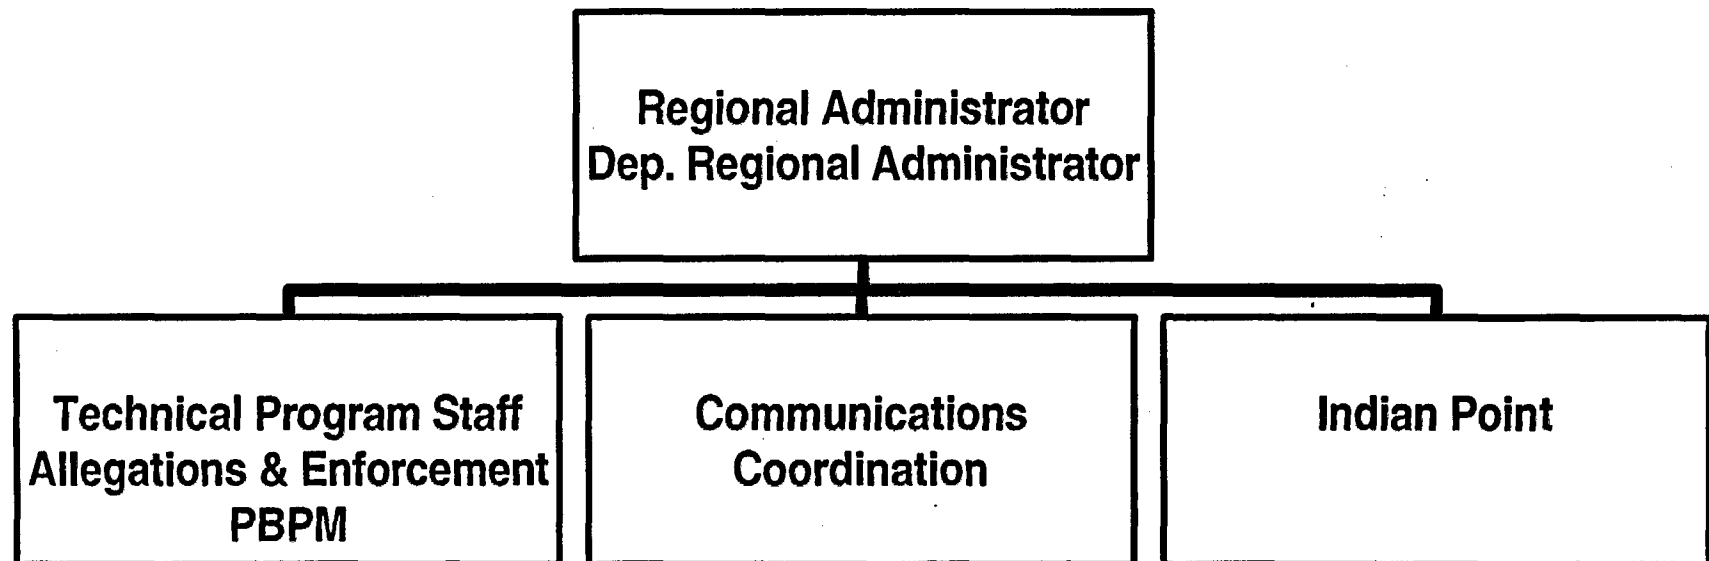 Regional Administrator
Dep. Regional Administrator
Technical Program Staff
Allegations & Enforcement
PBPM
Communications
Coordination
Indian Point